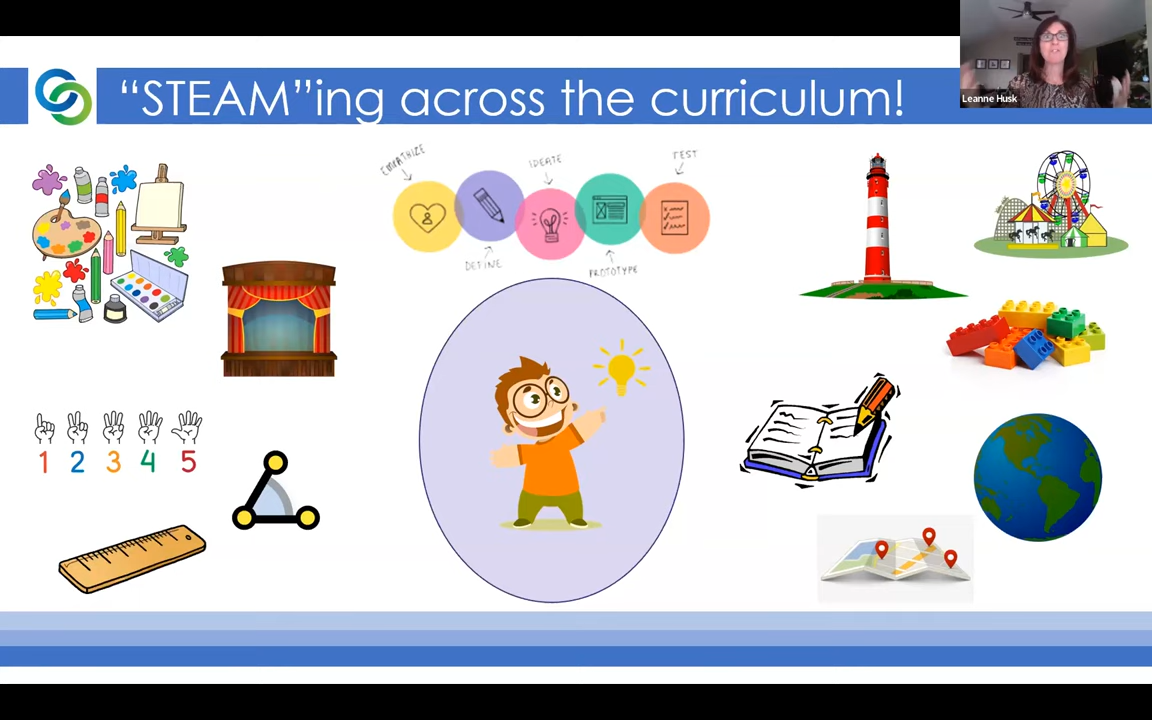 “STEAM”ing across the curriculum!
Leanne Husk
EMPATHIZE
IDEATE
TEST
DEFINE
PROTOTYPE
1 2 3 4 5